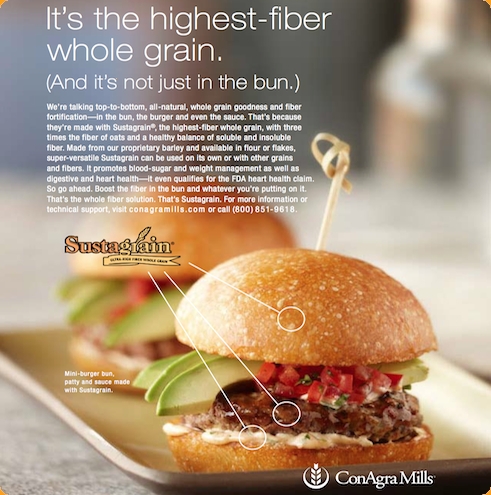 It's the highest-fiber
whole grain.
(And it's not just in the bun.)
We're talking top-to-bottom, all-natural, whole grain goodness and fiber
fortification—in the bun, the burger and even the sauce. That's because
they're made with Sustagrain®, the highest-fiber whole grain, with three
times the fiber of oats and a healthy balance of soluble and insoluble
fiber. Made from our proprietary barley and available in flour or flakes,
super-versatile Sustagrain can be used on its own or with other grains
and fibers. It promotes blood-sugar and weight management as well as
digestive and heart health—it even qualifies for the FDA heart health claim.
So go ahead. Boost the fiber in the bun and whatever you're putting on it.
That's the whole fiber solution. That's Sustagrain. For more information or
technical support, visit conagramills.com or call (800) 851-9618.
Sustagrain®
ULTRA-HIGH FIBER WHOLE GRAIN
Mini-burger bun,
patty and sauce made
with Sustagrain.
ConAgra Mills